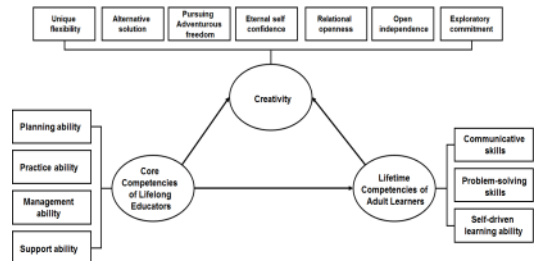 Unique
flexibility
Alternative
solution
Pursuing
Adventurous
freedom
Eternal self
confidence
Relational
openness
Open
independence
Exploratory
commitment
Creativity
Planning ability
Practice ability
Management
ability
Support ability
Core
Competencies
of Lifelong
Educators
Lifetime
Competencies of
Adult Learners
Communicative
skills
Problem-solving
skills
Self-driven
learning ability